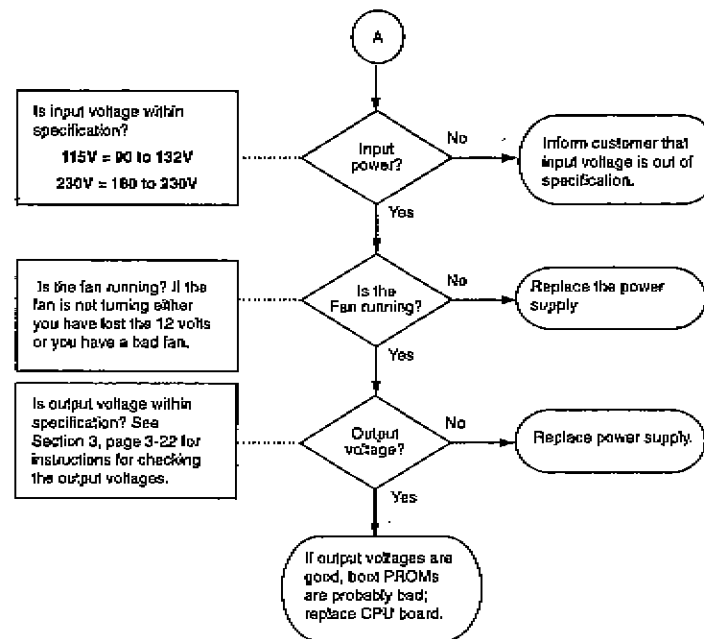 A
Is input voltage within
specification?
115V = 90 to 132V
230V = 180 to 230V
Input
power?
No
Inform customer that
input voltage is out of
specification.
Yes
Is the fan running? If the
fan is not turning either
you have lost the 12 volts
or you have a bad fan.
Is the
Fan running?
No
Replace the power
supply
Yes
Is output voltage within
specification? See
Section 3, page 3-22 for
instructions for checking
the output voltages.
Output
voltage?
No
Replace power supply.
Yes
If output voltages are
good, boot PROMs
are probably bad;
replace CPU board.